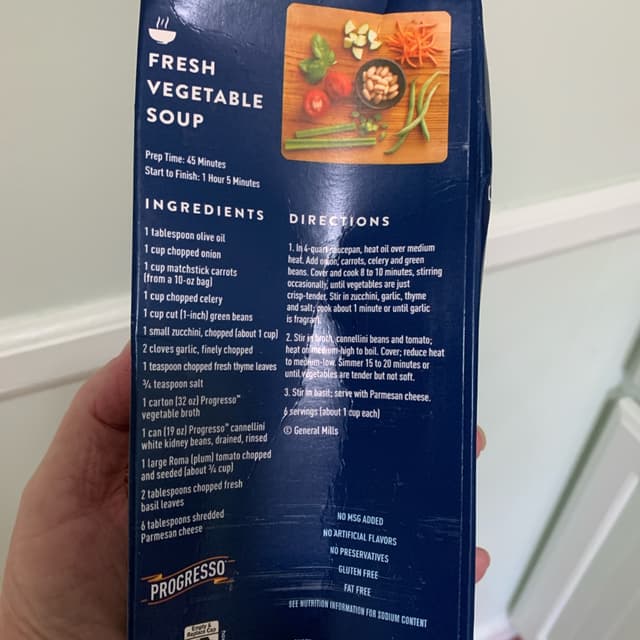 FRESH
VEGETABLE
SOUP
Prep Time: 45 Minutes
Start to Finish: 1 Hour 5 Minutes
INGREDIENTS
1 tablespoon olive oil
1 cup chopped onion
1 cup matchstick carrots
(from a 10-oz bag)
1 cup chopped celery
1 cup cut (1-inch) green beans
1 small zucchini, chopped (about 1 cup)
2 cloves garlic, finely chopped
1 teaspoon chopped fresh thyme leaves
¾ teaspoon salt
1 carton (32 oz) Progresso™
vegetable broth
1 can (19 oz) Progresso™ cannellini
white kidney beans, drained, rinsed
1 large Roma (plum) tomato chopped
and seeded (about ¾ cup)
2 tablespoons chopped fresh
basil leaves
6 tablespoons shredded
Parmesan cheese
DIRECTIONS
1. In 4-quart saucepan, heat oil over medium
heat. Add onion, carrots, celery and green
beans. Cover and cook 8 to 10 minutes, stirring
occasionally, until vegetables are just
crisp-tender. Stir in zucchini, garlic, thyme
and salt; cook about 1 minute or until garlic
is fragrant.
2. Stir in broth, cannellini beans and tomato;
heat on medium-high to boil. Cover; reduce heat
to medium-low. Simmer 15 to 20 minutes or
until vegetables are tender but not soft.
3. Stir in basil; serve with Parmesan cheese.
6 servings (about 1 cup each)
© General Mills
NO MSG ADDED
NO ARTIFICIAL FLAVORS
NO PRESERVATIVES
GLUTEN FREE
FAT FREE
SEE NUTRITION INFORMATION FOR SODIUM CONTENT
PROGRESSO
Empty &
Replace Cap